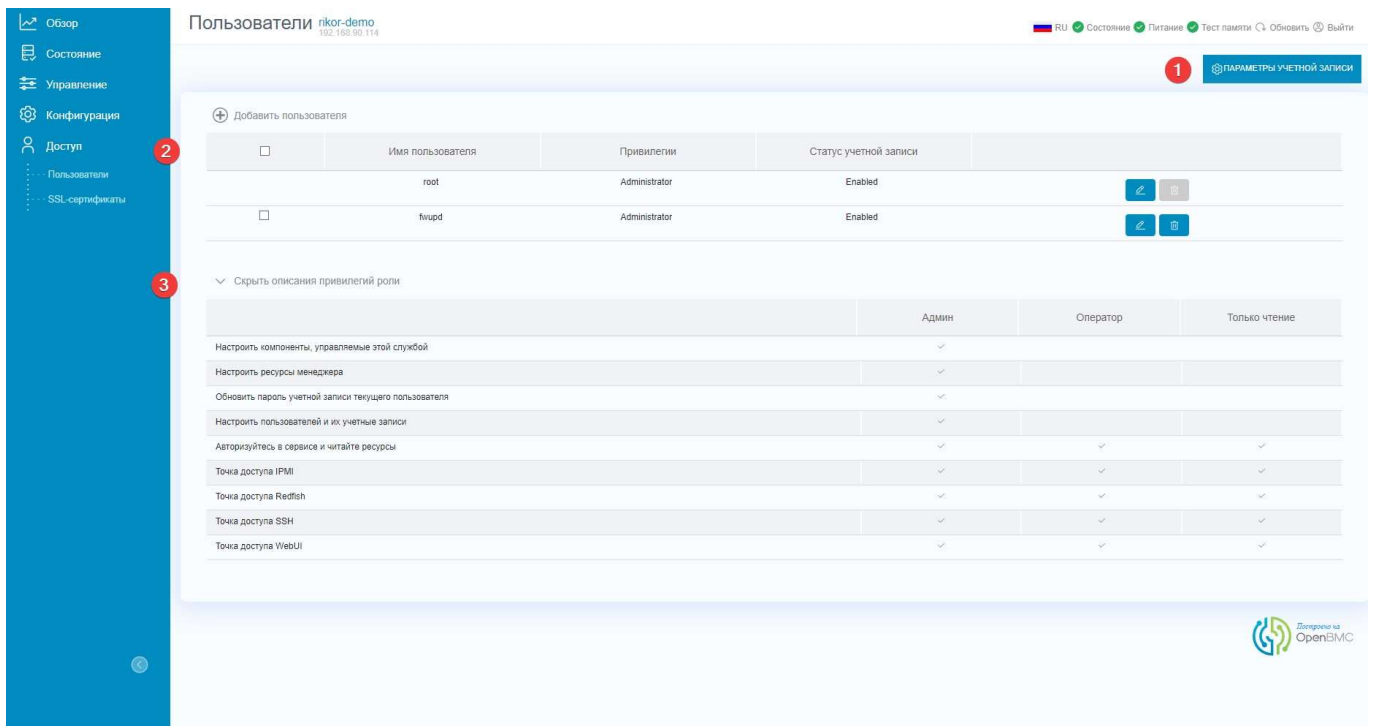 Обзор
Пользователи rikor-demo
192.168.90.114
RU Состояние Питание Тест памяти Обновить Выйти
Состояние
Управление
Конфигурация
Доступ
Пользователи
SSL-сертификаты
1 ПАРАМЕТРЫ УЧЕТНОЙ ЗАПИСИ
Добавить пользователя
2 Имя пользователя Привилегии Статус учетной записи
root Administrator Enabled
fwupd Administrator Enabled
3 Скрыть описания привилегий роли
Админ Оператор Только чтение
Настроить компоненты, управляемые этой службой
Настроить ресурсы менеджера
Обновить пароль учетной записи текущего пользователя
Настроить пользователей и их учетные записи
Авторизуйтесь в сервисе и читайте ресурсы
Точка доступа IPMI
Точка доступа Redfish
Точка доступа SSH
Точка доступа WebUI
Построено на
OpenBMC